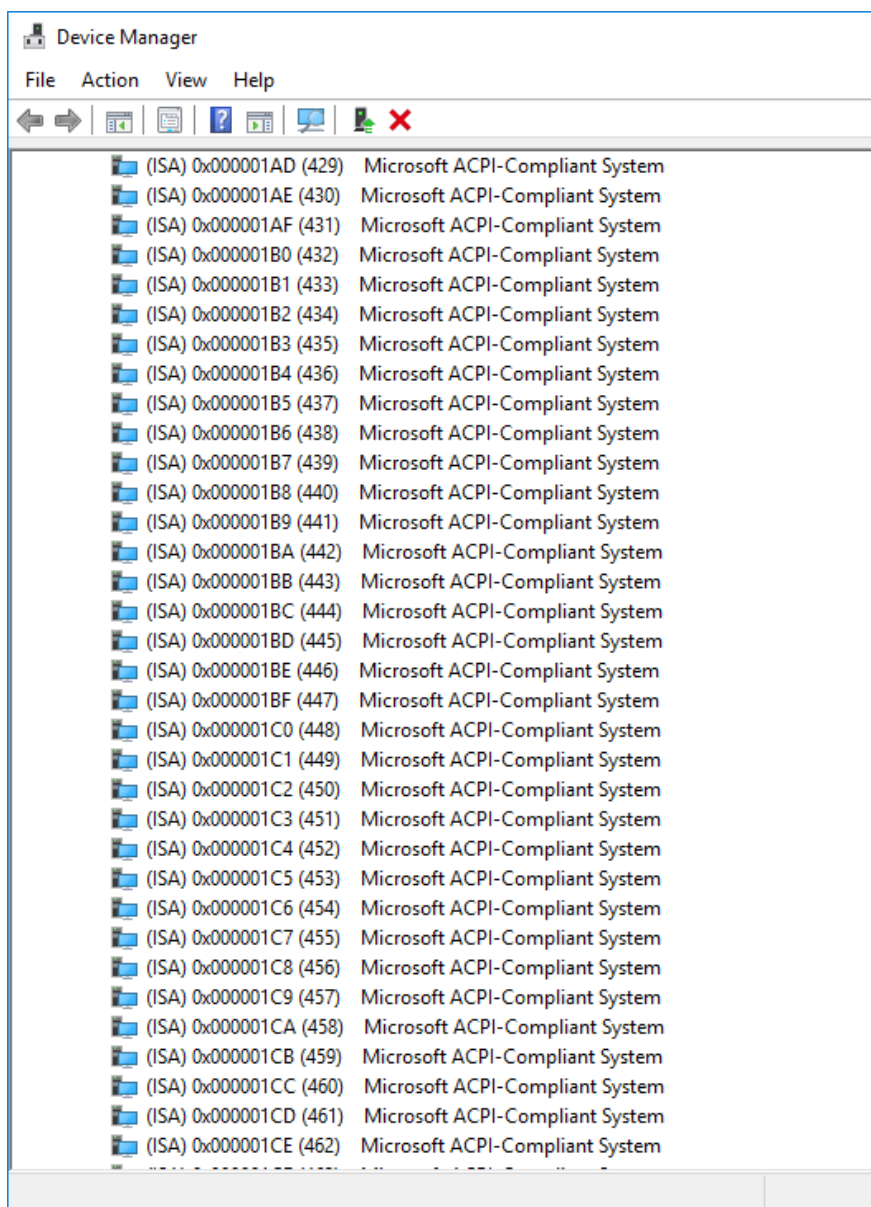 Device Manager
File Action View Help
(ISA) 0x000001AD (429) Microsoft ACPI-Compliant System
(ISA) 0x000001AE (430) Microsoft ACPI-Compliant System
(ISA) 0x000001AF (431) Microsoft ACPI-Compliant System
(ISA) 0x000001B0 (432) Microsoft ACPI-Compliant System
(ISA) 0x000001B1 (433) Microsoft ACPI-Compliant System
(ISA) 0x000001B2 (434) Microsoft ACPI-Compliant System
(ISA) 0x000001B3 (435) Microsoft ACPI-Compliant System
(ISA) 0x000001B4 (436) Microsoft ACPI-Compliant System
(ISA) 0x000001B5 (437) Microsoft ACPI-Compliant System
(ISA) 0x000001B6 (438) Microsoft ACPI-Compliant System
(ISA) 0x000001B7 (439) Microsoft ACPI-Compliant System
(ISA) 0x000001B8 (440) Microsoft ACPI-Compliant System
(ISA) 0x000001B9 (441) Microsoft ACPI-Compliant System
(ISA) 0x000001BA (442) Microsoft ACPI-Compliant System
(ISA) 0x000001BB (443) Microsoft ACPI-Compliant System
(ISA) 0x000001BC (444) Microsoft ACPI-Compliant System
(ISA) 0x000001BD (445) Microsoft ACPI-Compliant System
(ISA) 0x000001BE (446) Microsoft ACPI-Compliant System
(ISA) 0x000001BF (447) Microsoft ACPI-Compliant System
(ISA) 0x000001C0 (448) Microsoft ACPI-Compliant System
(ISA) 0x000001C1 (449) Microsoft ACPI-Compliant System
(ISA) 0x000001C2 (450) Microsoft ACPI-Compliant System
(ISA) 0x000001C3 (451) Microsoft ACPI-Compliant System
(ISA) 0x000001C4 (452) Microsoft ACPI-Compliant System
(ISA) 0x000001C5 (453) Microsoft ACPI-Compliant System
(ISA) 0x000001C6 (454) Microsoft ACPI-Compliant System
(ISA) 0x000001C7 (455) Microsoft ACPI-Compliant System
(ISA) 0x000001C8 (456) Microsoft ACPI-Compliant System
(ISA) 0x000001C9 (457) Microsoft ACPI-Compliant System
(ISA) 0x000001CA (458) Microsoft ACPI-Compliant System
(ISA) 0x000001CB (459) Microsoft ACPI-Compliant System
(ISA) 0x000001CC (460) Microsoft ACPI-Compliant System
(ISA) 0x000001CD (461) Microsoft ACPI-Compliant System
(ISA) 0x000001CE (462) Microsoft ACPI-Compliant System